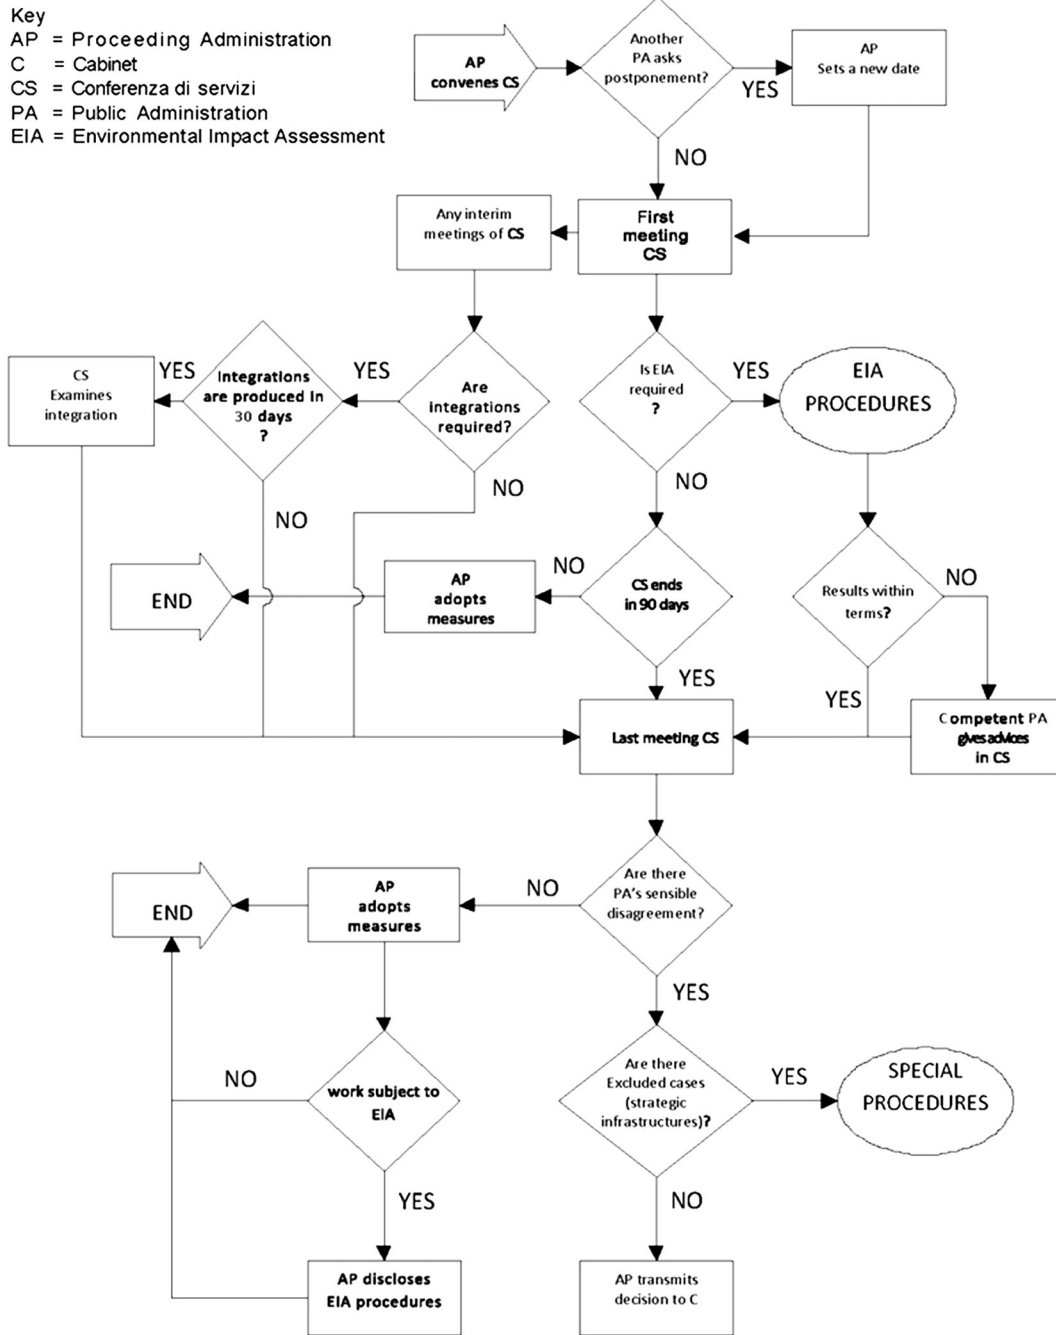 Key
AP = Proceeding Administration
C = Cabinet
CS = Conferenza di servizi
PA = Public Administration
EIA = Environmental Impact Assessment
AP
convenes CS
Another
PA asks
postponement?
YES
AP
Sets a new date
NO
Any interim
meetings of CS
First
meeting
CS
CS
Examines
integration
YES
Integrations
are produced in
30 days
?
YES
Are
integrations
required?
Is EIA
required
?
YES
EIA
PROCEDURES
NO
NO
NO
END
AP
adopts
measures
NO
CS ends
in 90 days
Results within
terms?
NO
YES
YES
Last meeting CS
Competent PA
gives advices
in CS
END
AP
adopts
measures
NO
Are there
PA's sensible
disagreement?
YES
NO
work subject to
EIA
Are there
Excluded cases
(strategic
infrastructures)?
YES
SPECIAL
PROCEDURES
YES
NO
AP discloses
EIA procedures
AP transmits
decision to C